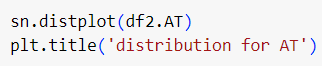 sn.distplot(df2.AT)
plt.title('distribution for AT')